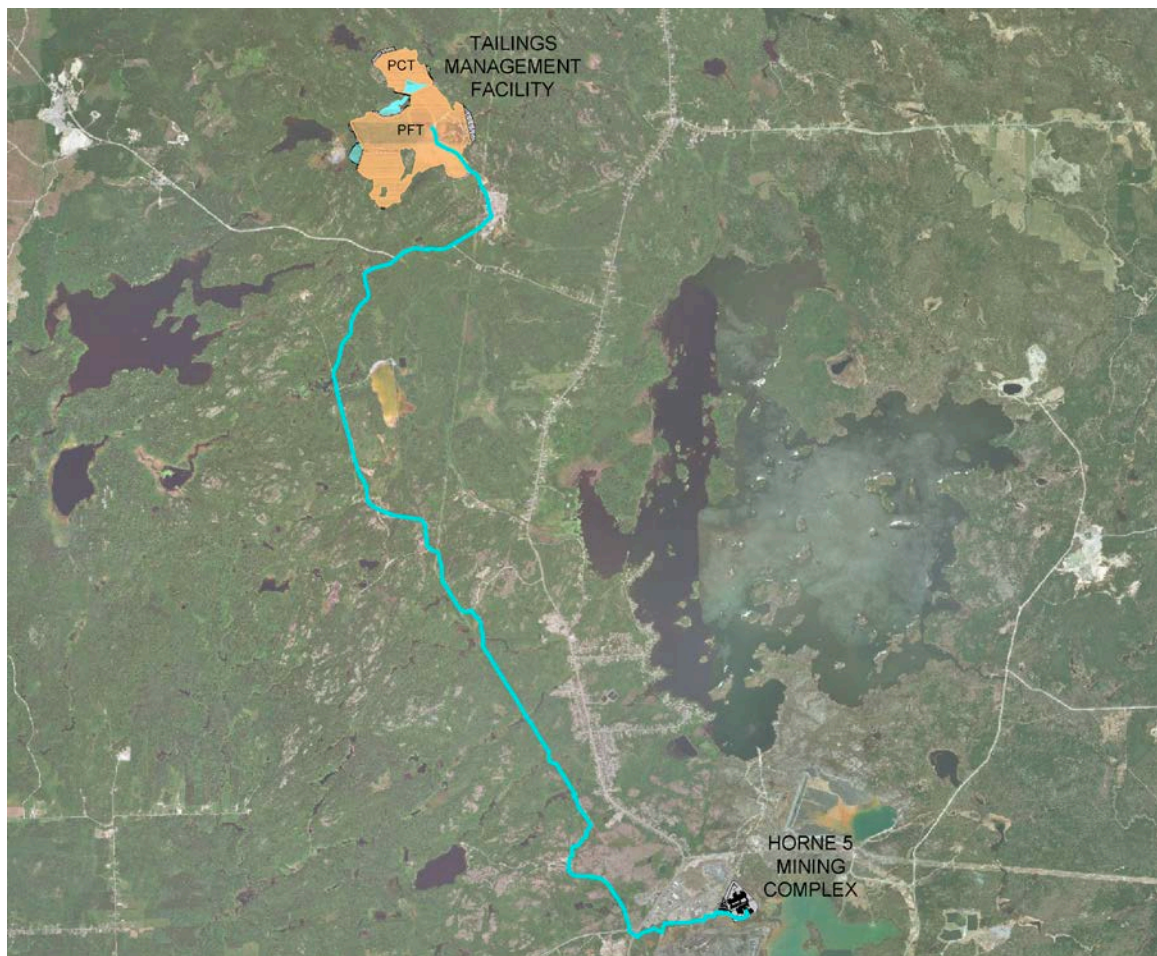 TAILINGS
MANAGEMENT
FACILITY
PCT
PFT
HORNE 5
MINING
COMPLEX